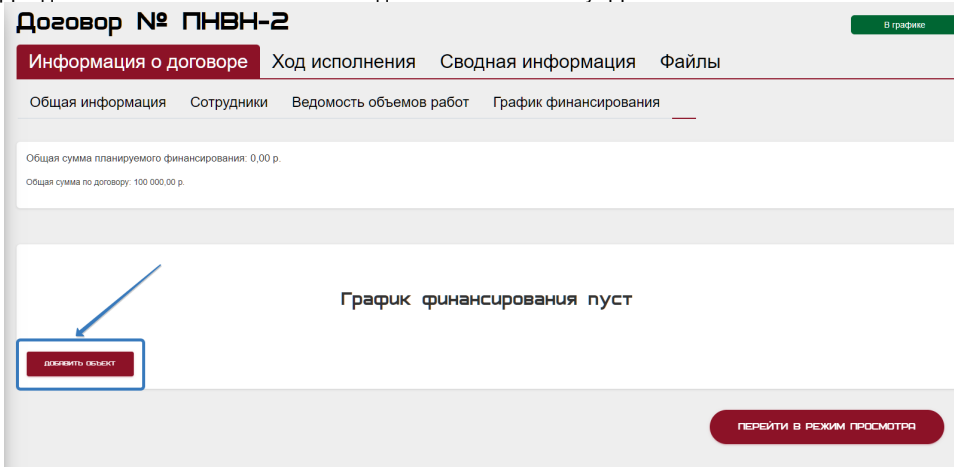 Договор № ПНВН-2
В графике
Информация о договоре Ход исполнения Сводная информация Файлы
Общая информация Сотрудники Ведомость объемов работ График финансирования
Общая сумма планируемого финансирования: 0,00 р.
Общая сумма по договору: 100 000,00 р.
График финансирования пуст
ДОБАВИТЬ ОБЪЕКТ
ПЕРЕЙТИ В РЕЖИМ ПРОСМОТРА